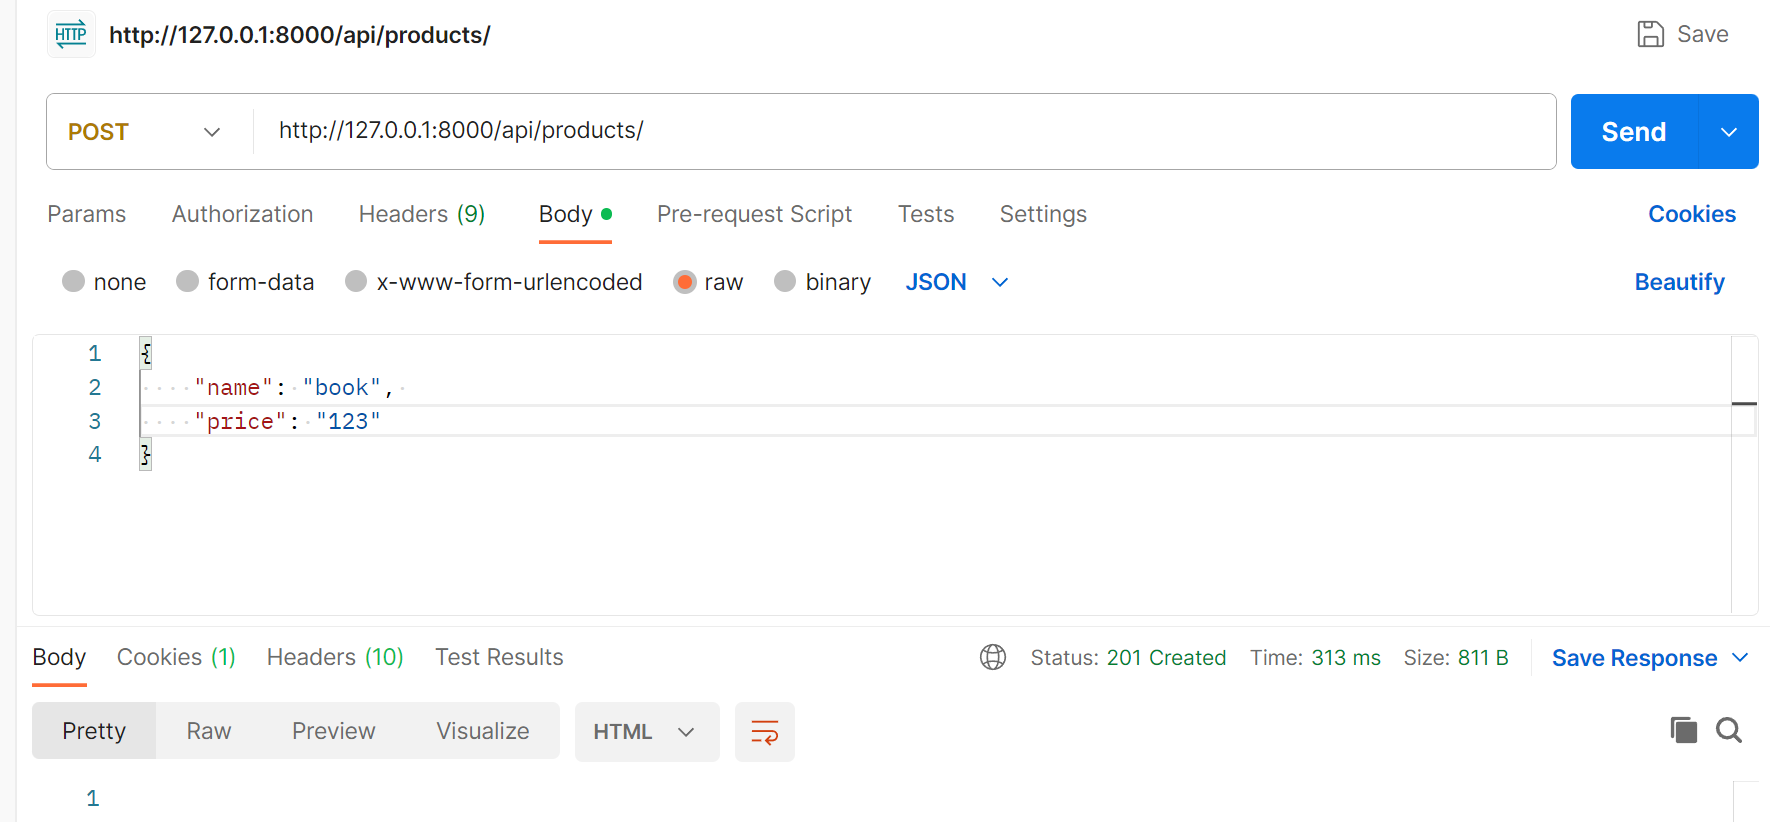 HTTP http://127.0.0.1:8000/api/products/ Save
POST http://127.0.0.1:8000/api/products/ Send
Params Authorization Headers (9) Body Pre-request Script Tests Settings Cookies
none form-data x-www-form-urlencoded raw binary JSON Beautify
1 {
2 "name": "book",
3 "price": "123"
4 }
Body Cookies (1) Headers (10) Test Results Status: 201 Created Time: 313 ms Size: 811 B Save Response
Pretty Raw Preview Visualize HTML
1